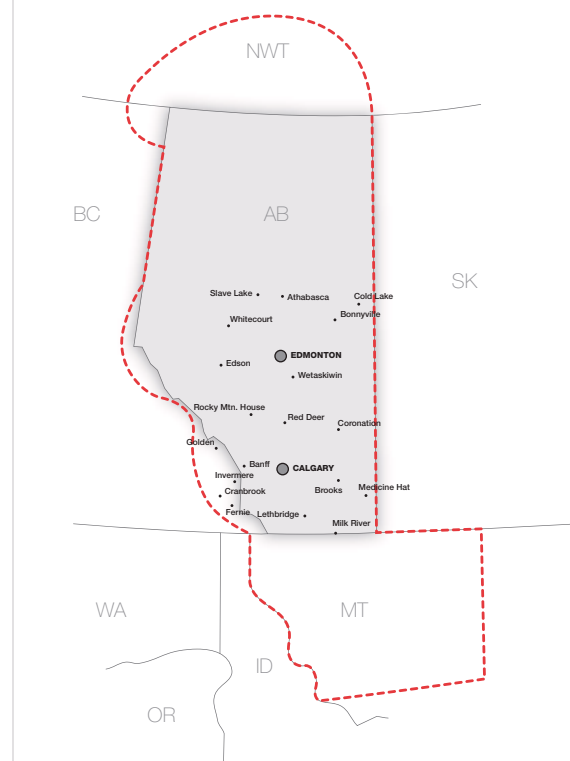 NWT
BC
AB
SK
Slave Lake
Athabasca
Cold Lake
Bonnyville
Whitecourt
EDMONTON
Edson
Wetaskiwin
Rocky Mtn. House
Red Deer
Coronation
Golden
Banff
CALGARY
Invermere
Cranbrook
Brooks
Medicine Hat
Fernie
Lethbridge
Milk River
WA
MT
ID
OR